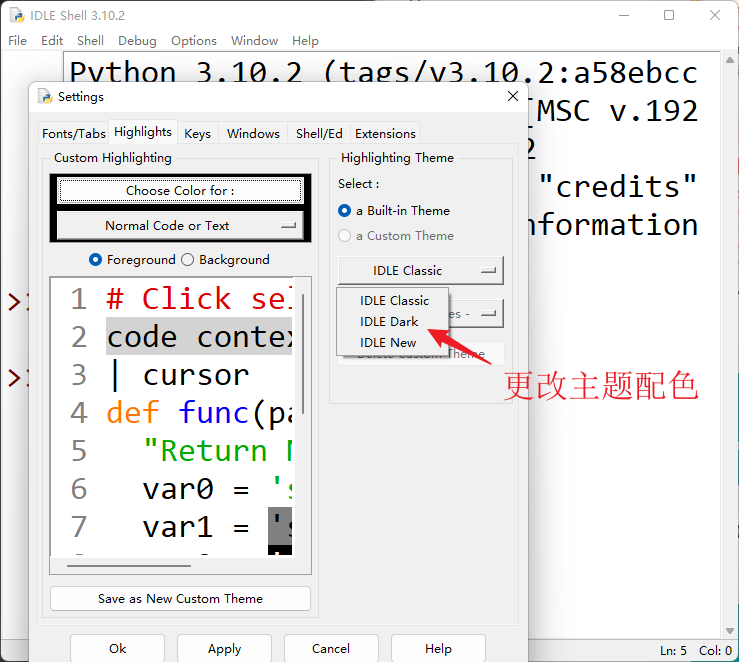 IDLE Shell 3.10.2
File Edit Shell Debug Options Window Help
Python 3.10.2 (tags/v3.10.2:a58ebcc
[MSC v.192
2
"credits"
nformation
>>
>>
Settings
Fonts/Tabs Highlights Keys Windows Shell/Ed Extensions
Custom Highlighting
Choose Color for :
Normal Code or Text
Foreground Background
1 # Click sel
2 code contex
3 | cursor
4 def func(pa
5 "Return N
6 var0 = 's
7 var1 = 's
Save as New Custom Theme
Highlighting Theme
Select :
a Built-in Theme
a Custom Theme
IDLE Classic
IDLE Classic
IDLE Dark
IDLE New
es -
Delete Custom Theme
更改主题配色
Ok Apply Cancel Help
Ln: 5 Col: 0